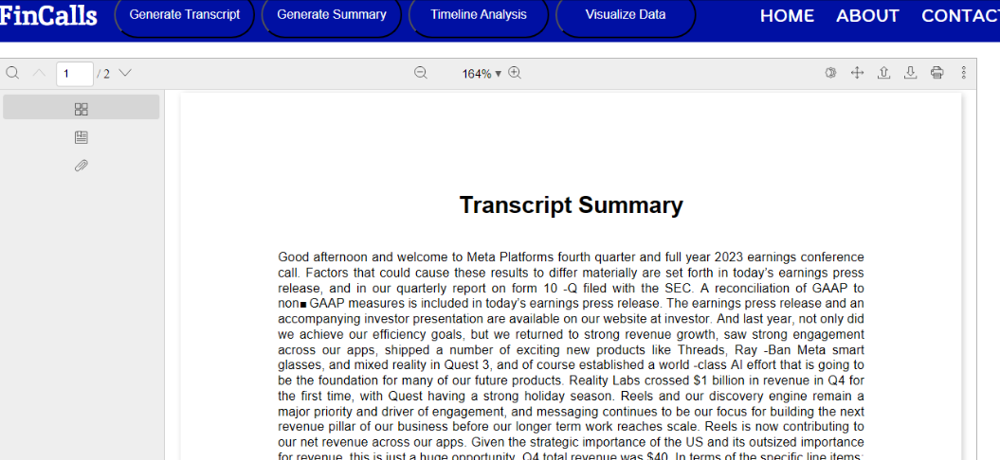 FinCalls Generate Transcript Generate Summary Timeline Analysis Visualize Data HOME ABOUT CONTAC
1 / 2 164%
Transcript Summary
Good afternoon and welcome to Meta Platforms fourth quarter and full year 2023 earnings conference
call. Factors that could cause these results to differ materially are set forth in today's earnings press
release, and in our quarterly report on form 10 -Q filed with the SEC. A reconciliation of GAAP to
non■ GAAP measures is included in today's earnings press release. The earnings press release and an
accompanying investor presentation are available on our website at investor. And last year, not only did
we achieve our efficiency goals, but we returned to strong revenue growth, saw strong engagement
across our apps, shipped a number of exciting new products like Threads, Ray -Ban Meta smart
glasses, and mixed reality in Quest 3, and of course established a world -class AI effort that is going to
be the foundation for many of our future products. Reality Labs crossed $1 billion in revenue in Q4 for
the first time, with Quest having a strong holiday season. Reels and our discovery engine remain a
major priority and driver of engagement, and messaging continues to be our focus for building the next
revenue pillar of our business before our longer term work reaches scale. Reels is now contributing to
our net revenue across our apps. Given the strategic importance of the US and its outsized importance
for revenue, this is just a huge opportunity. Q4 total revenue was $40. In terms of the specific line items: